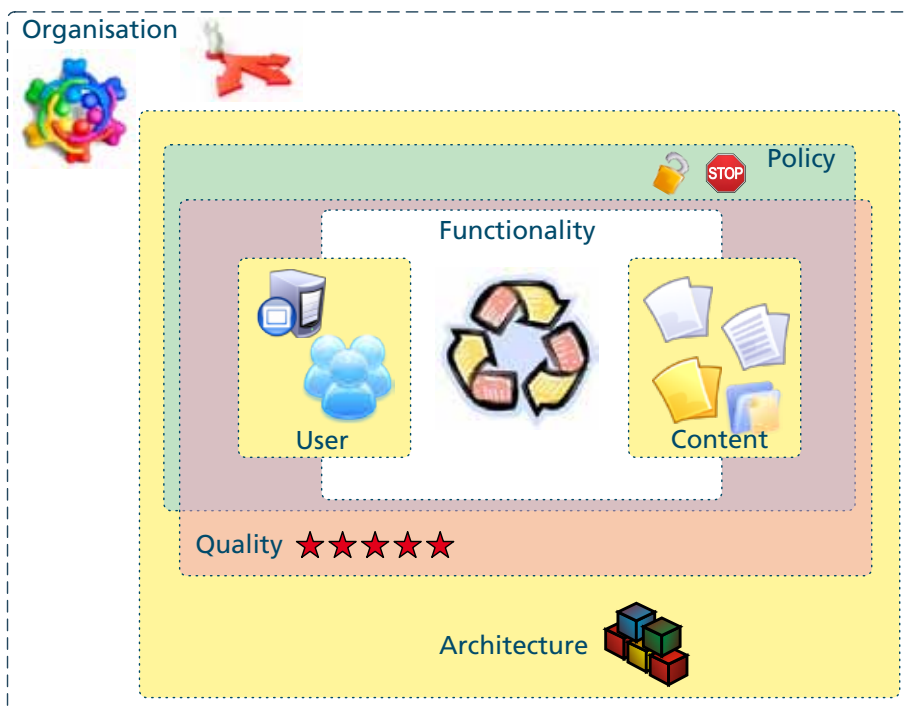 Organisation
Policy
STOP
Functionality
User
Content
Quality
Architecture